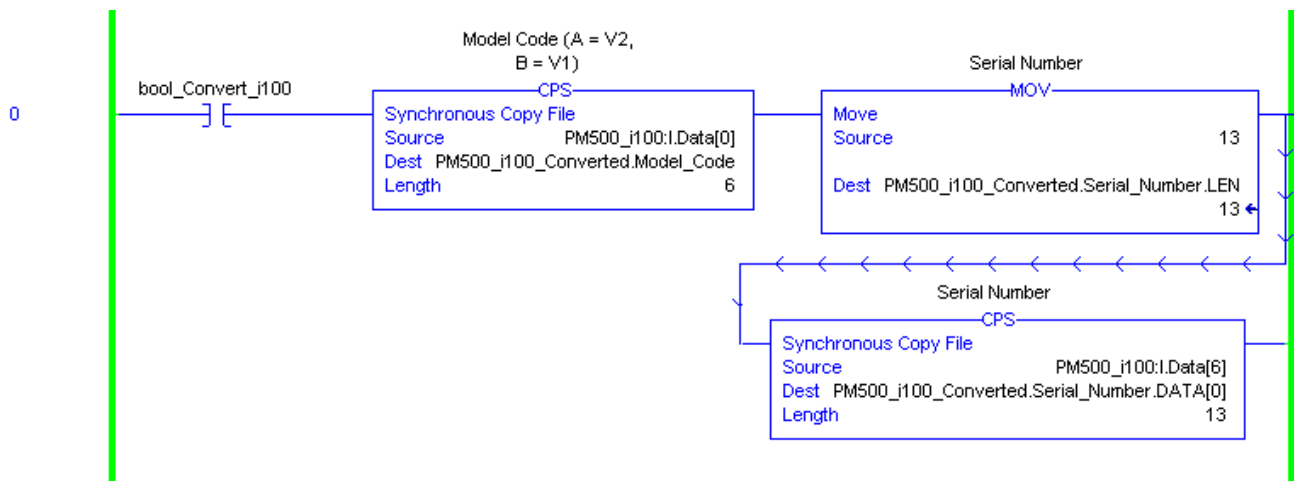 Model Code (A = V2,
B = V1)
Serial Number
bool_Convert_i100
CPS
MOV
0
Synchronous Copy File
Source PM500_i100:I.Data[0]
Dest PM500_i100_Converted.Model_Code
Length 6
Move
Source 13
Dest PM500_i100_Converted.Serial_Number.LEN
13
Serial Number
CPS
Synchronous Copy File
Source PM500_i100:I.Data[6]
Dest PM500_i100_Converted.Serial_Number.DATA[0]
Length 13